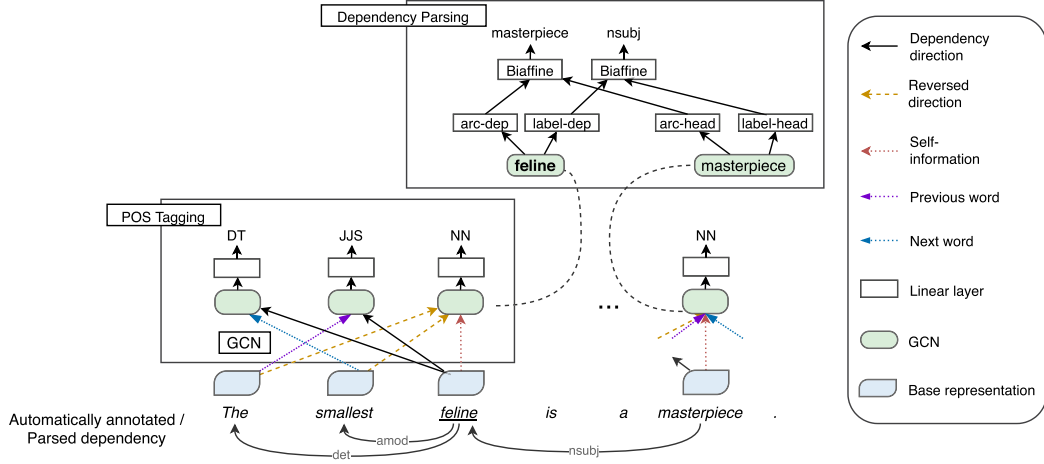 Dependency Parsing
masterpiece nsubj
Biaffine Biaffine
arc-dep label-dep arc-head label-head
feline masterpiece
POS Tagging
DT JJS NN NN
...
GCN
The smallest feline is a masterpiece .
Automatically annotated /
Parsed dependency
amod
det
nsubj
Dependency
direction
Reversed
direction
Self-
information
Previous word
Next word
Linear layer
GCN
Base representation